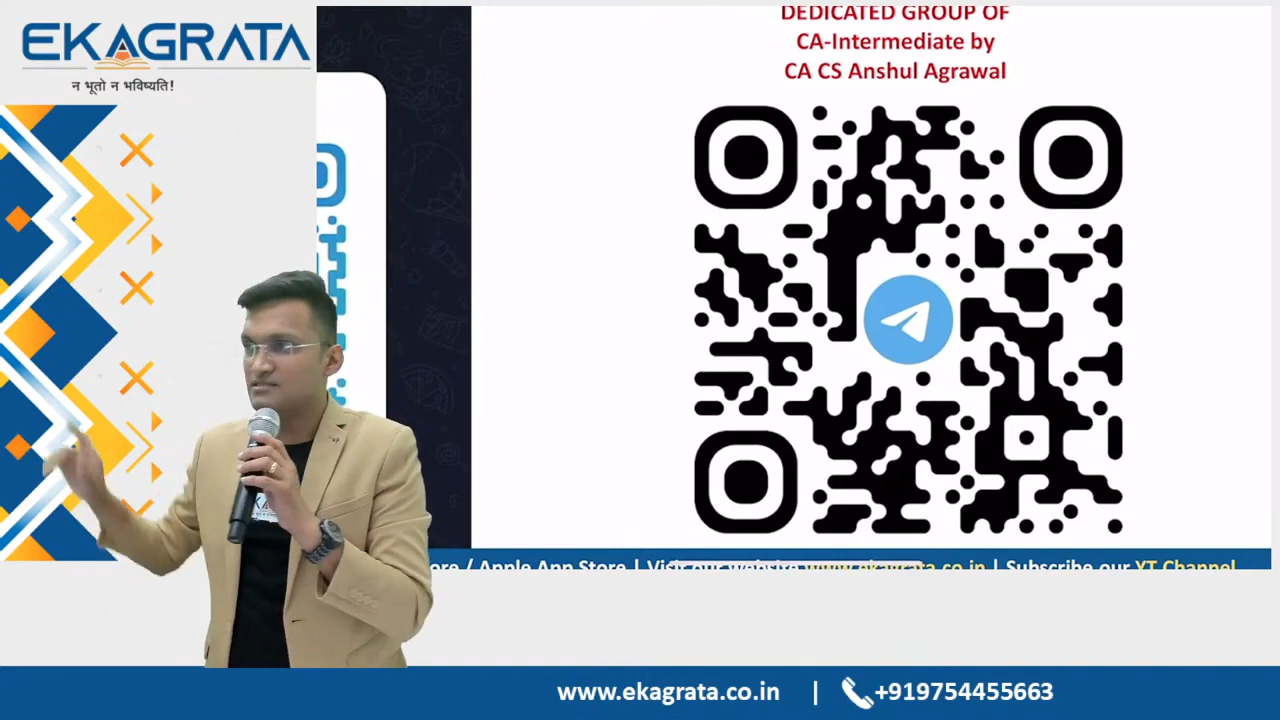 EKAGRATA
न भूतो न भविष्यति!
DEDICATED GROUP OF
CA-Intermediate by
CA CS Anshul Agrawal
ore / Apple App Store | Visit our website www.ekagrata.co.in | Subscribe our YT Channel
www.ekagrata.co.in | +919754455663